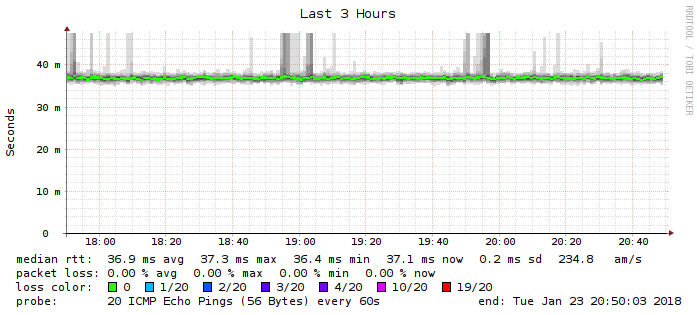 Last 3 Hours
RRDTOOL / TOBI OETIKER
Seconds
40 m
30 m
20 m
10 m
0
18:00 18:20 18:40 19:00 19:20 19:40 20:00 20:20 20:40
median rtt: 36.9 ms avg 37.3 ms max 36.4 ms min 37.1 ms now 0.2 ms sd 234.8 am/s
packet loss: 0.00 % avg 0.00 % max 0.00 % min 0.00 % now
loss color: 0 1/20 2/20 3/20 4/20 10/20 19/20
probe: 20 ICMP Echo Pings (56 Bytes) every 60s end: Tue Jan 23 20:50:03 2018